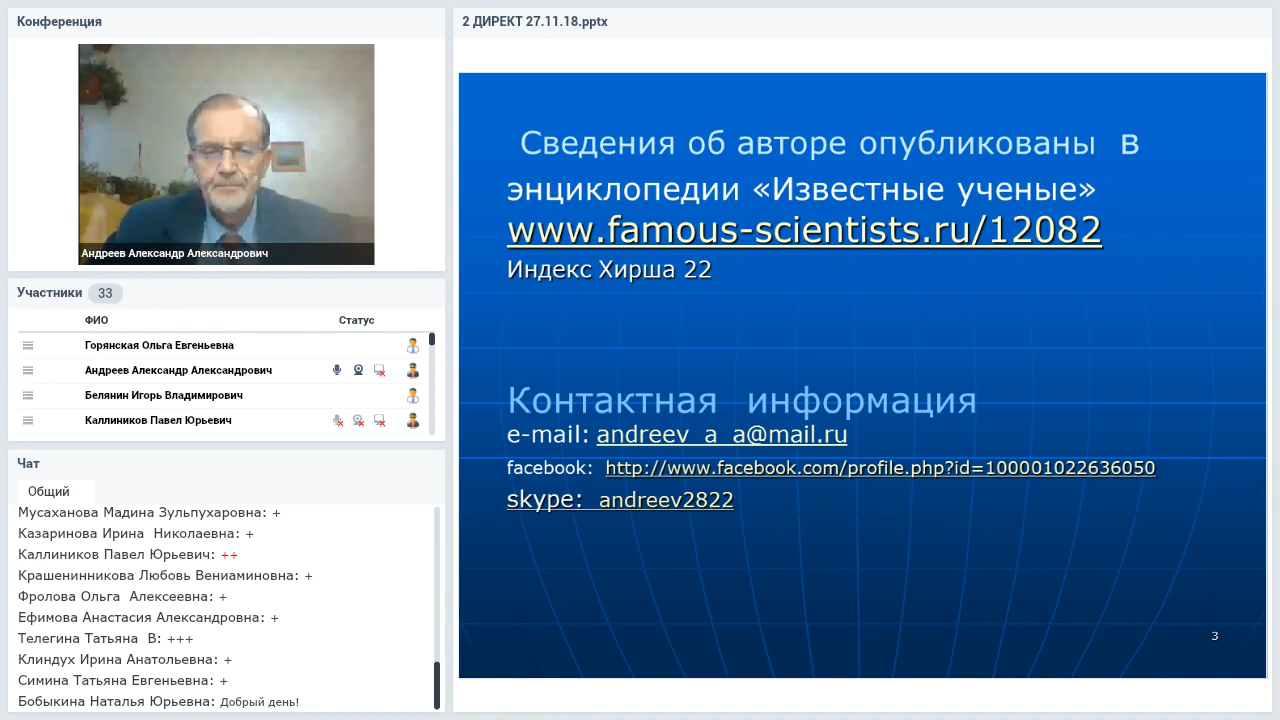 Конференция
Андреев Александр Александрович
Участники 33
ФИО Статус
Горянская Ольга Евгеньевна
Андреев Александр Александрович
Белянин Игорь Владимирович
Каллиников Павел Юрьевич
Чат
Общий
Мусаханова Мадина Зульпухаровна: +
Казаринова Ирина Николаевна: +
Каллиников Павел Юрьевич: ++
Крашенинникова Любовь Вениаминовна: +
Фролова Ольга Алексеевна: +
Ефимова Анастасия Александровна: +
Телегина Татьяна В: +++
Клиндух Ирина Анатольевна: +
Симина Татьяна Евгеньевна: +
Бобыкина Наталья Юрьевна: Добрый день!
2 ДИРЕКТ 27.11.18.pptx
Сведения об авторе опубликованы в
энциклопедии «Известные ученые»
www.famous-scientists.ru/12082
Индекс Хирша 22
Контактная информация
e-mail: andreev_a_a@mail.ru
facebook: http://www.facebook.com/profile.php?id=100001022636050
skype: andreev2822
3